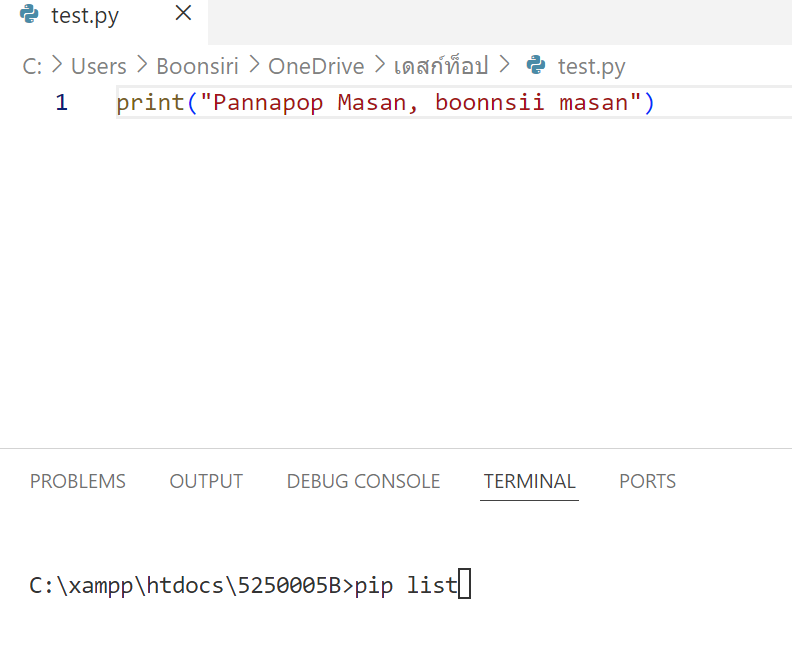 test.py
C: > Users > Boonsiri > OneDrive > เดสก์ท็อป > test.py
1 print("Pannapop Masan, boonnsii masan")
PROBLEMS OUTPUT DEBUG CONSOLE TERMINAL PORTS
C:\xampp\htdocs\5250005B>pip list